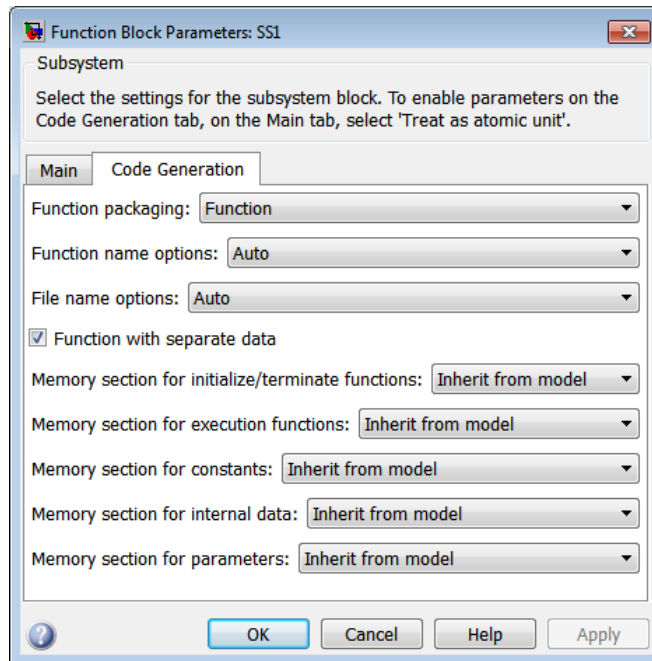 Function Block Parameters: SS1
Subsystem
Select the settings for the subsystem block. To enable parameters on the
Code Generation tab, on the Main tab, select 'Treat as atomic unit'.
Main Code Generation
Function packaging: Function
Function name options: Auto
File name options: Auto
Function with separate data
Memory section for initialize/terminate functions: Inherit from model
Memory section for execution functions: Inherit from model
Memory section for constants: Inherit from model
Memory section for internal data: Inherit from model
Memory section for parameters: Inherit from model
? OK Cancel Help Apply